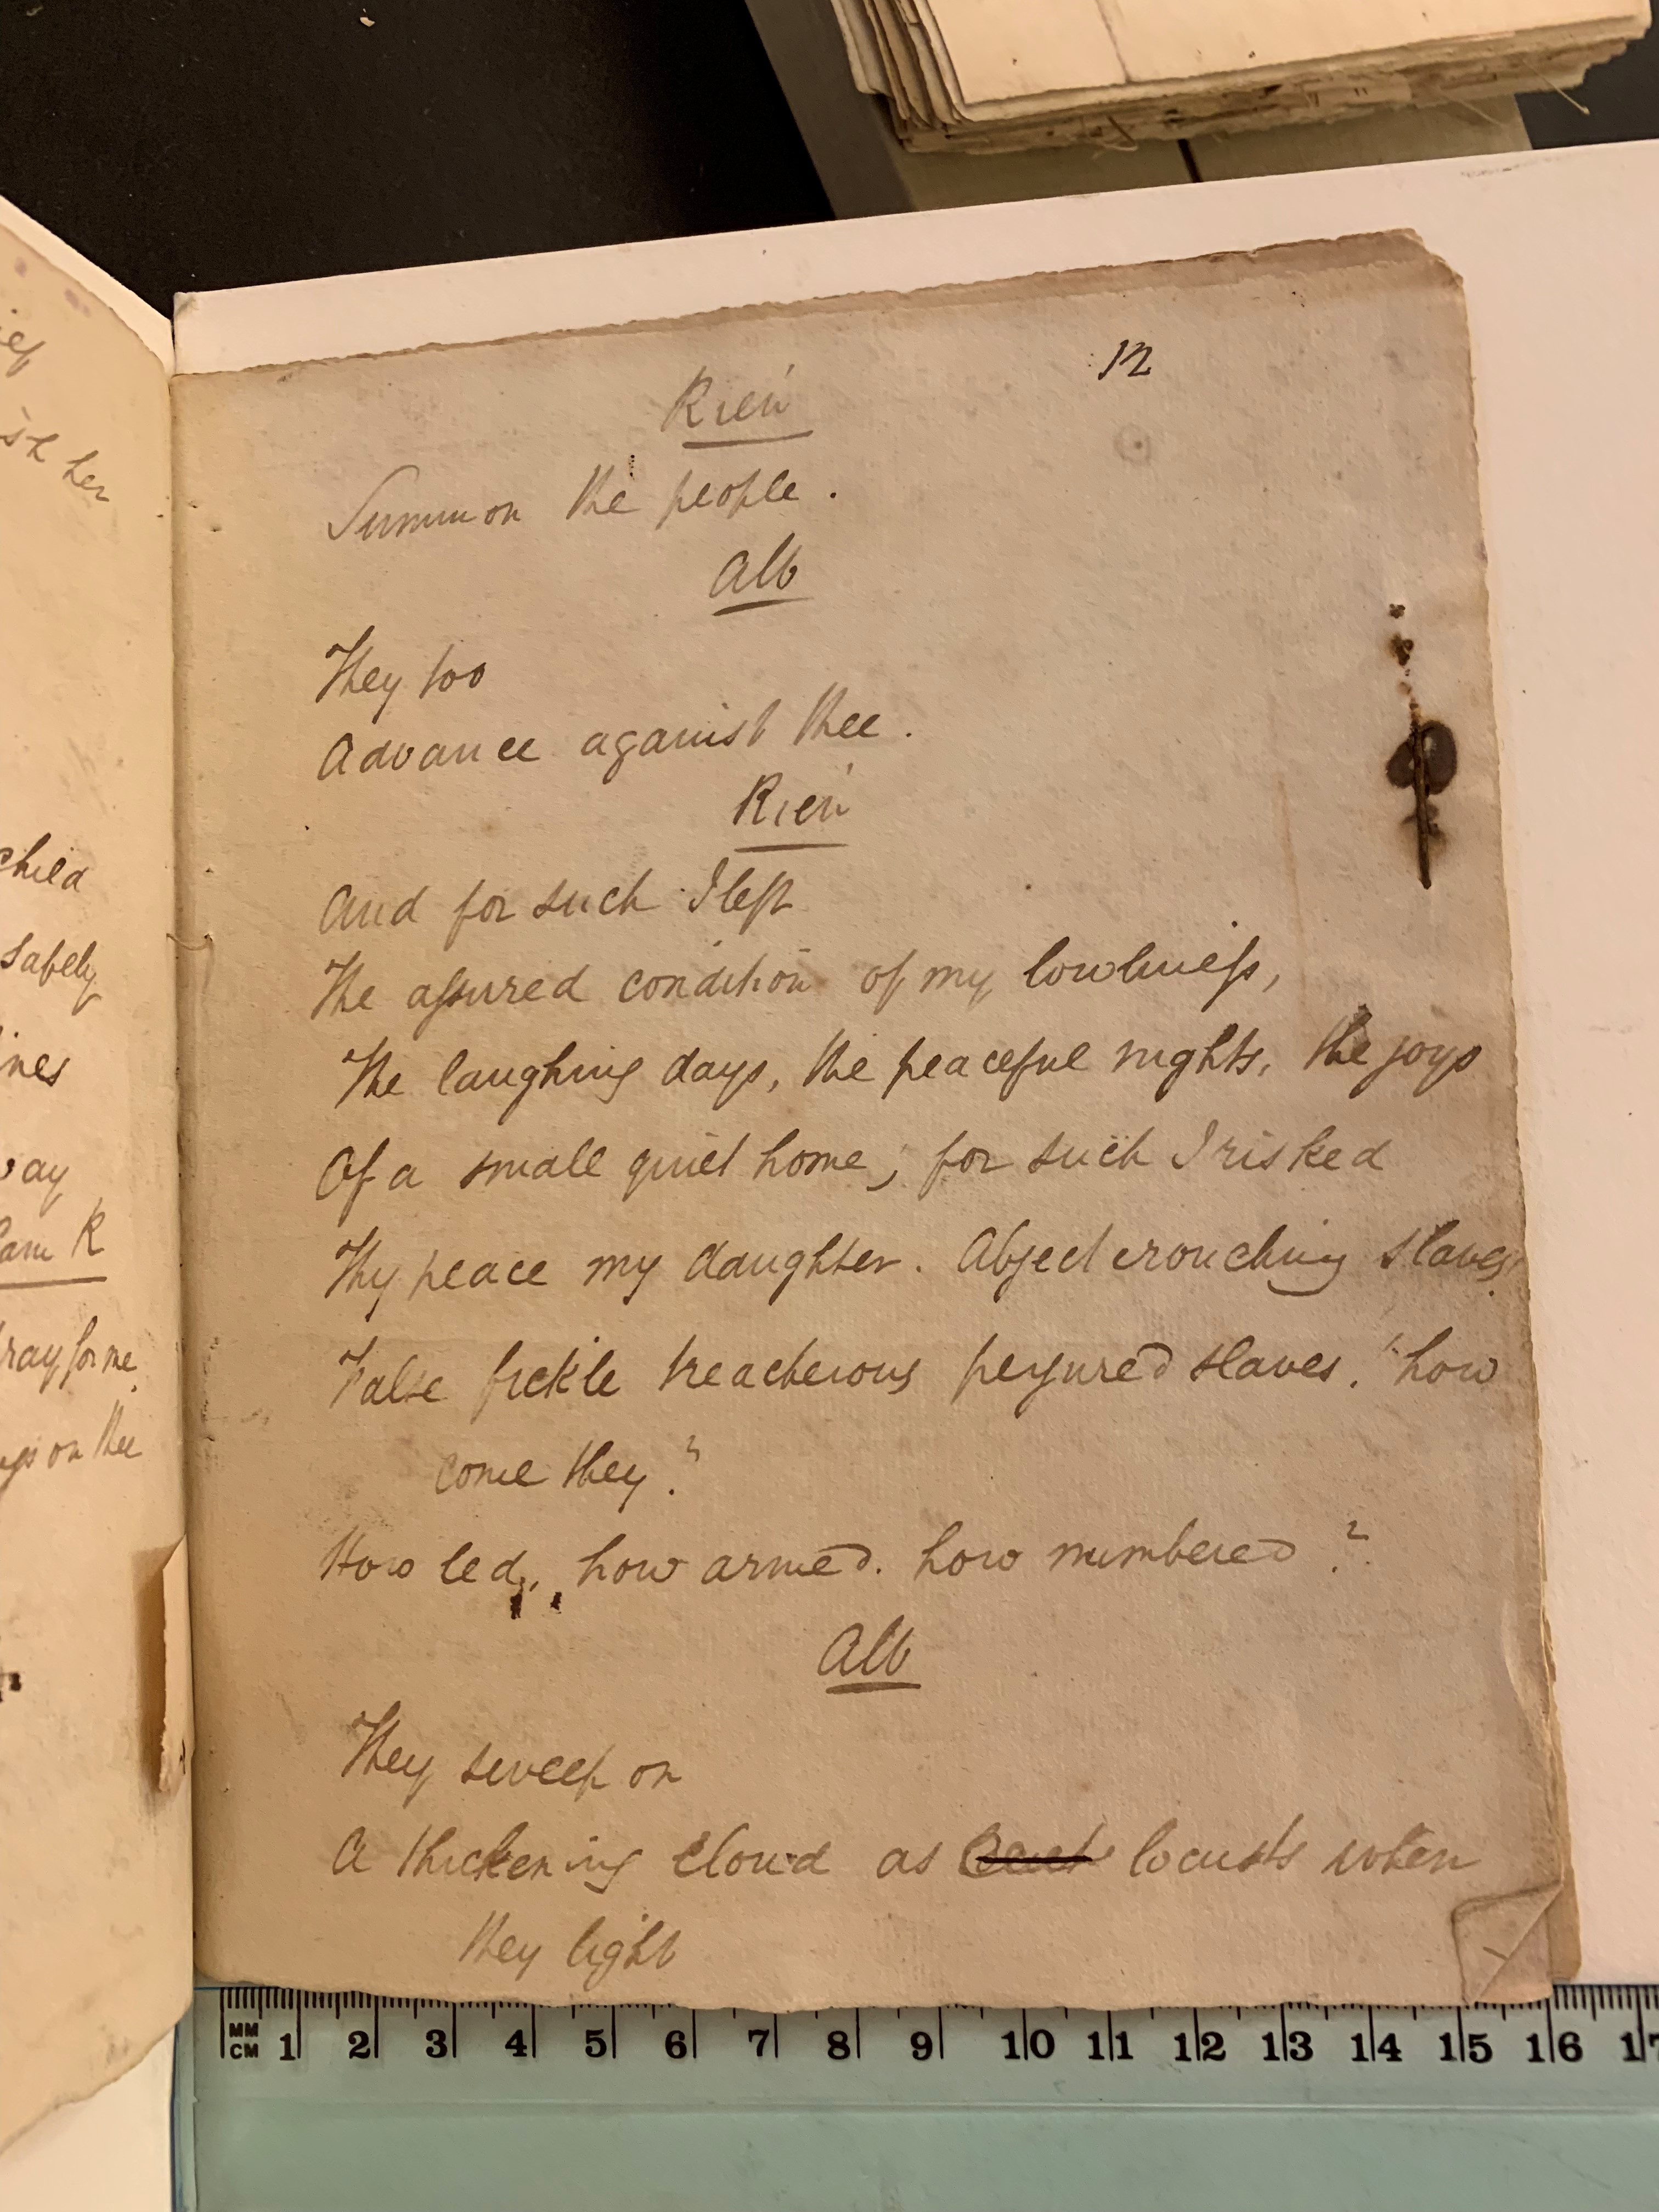 ish her
child
safely
ines
way
Cam R
pray for me
on thee
12
Rien
Summon the people.
Alb
They too
Advance against thee.
Rien
And for such I left
The aſsured condition of my lowlineſs,
The laughing days, the peaceful nights, the joys
Of a small quiet home; for such I risked
Thy peace my daughter. Abject crouching slaves,
False fickle treacherous perjured slaves! how
come they?
How led, how armed. how numbered?
Alb
They sweep on
A thickening cloud as locusts when
they light
MM
CM 1 2 3 4 5 6 7 8 9 10 11 12 13 14 15 16 17